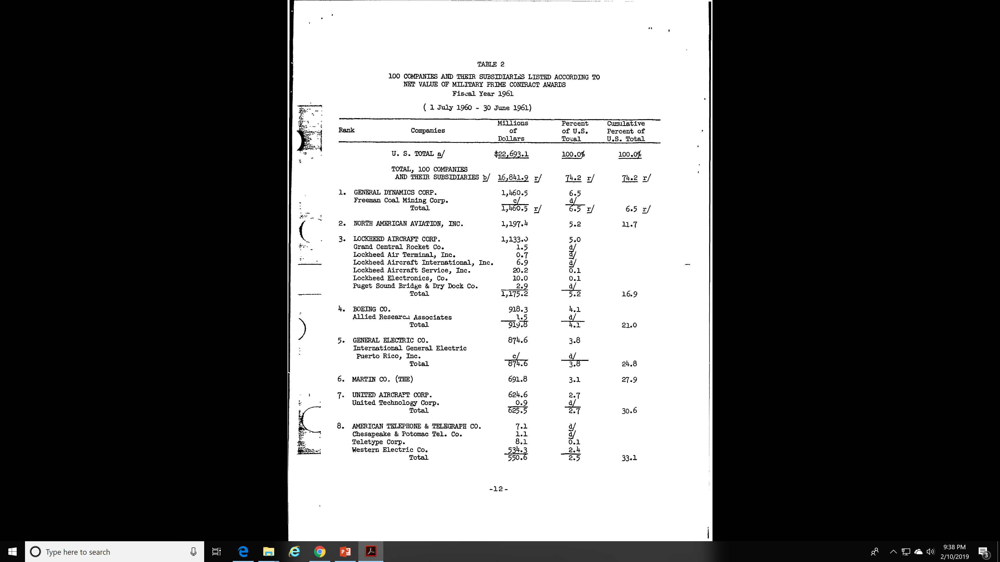 TABLE 2
100 COMPANIES AND THEIR SUBSIDIARIES LISTED ACCORDING TO
NET VALUE OF MILITARY PRIME CONTRACT AWARDS
Fiscal Year 1961
( 1 July 1960 - 30 June 1961)
Rank Companies Millions of Dollars Percent of U.S. Total Cumulative Percent of U.S. Total
U. S. TOTAL a/ $22,693.1 100.0% 100.0%
TOTAL, 100 COMPANIES
AND THEIR SUBSIDIARIES b/ 16,841.9 r/ 74.2 r/ 74.2 r/
1. GENERAL DYNAMICS CORP. 1,460.5 6.5
Freeman Coal Mining Corp. c/ d/
Total 1,460.5 r/ 6.5 r/ 6.5 r/
2. NORTH AMERICAN AVIATION, INC. 1,197.4 5.2 11.7
3. LOCKHEED AIRCRAFT CORP. 1,133.0 5.0
Grand Central Rocket Co. 1.5 d/
Lockheed Air Terminal, Inc. 0.7 d/
Lockheed Aircraft International, Inc. 6.9 d/
Lockheed Aircraft Service, Inc. 20.2 0.1
Lockheed Electronics, Co. 10.0 0.1
Puget Sound Bridge & Dry Dock Co. 2.9 d/
Total 1,175.2 5.2 16.9
4. BOEING CO. 918.3 4.1
Allied Research Associates 1.5 d/
Total 919.8 4.1 21.0
5. GENERAL ELECTRIC CO. 874.6 3.8
International General Electric
Puerto Rico, Inc. c/ d/
Total 874.6 3.8 24.8
6. MARTIN CO. (THE) 691.8 3.1 27.9
7. UNITED AIRCRAFT CORP. 624.6 2.7
United Technology Corp. 0.9 d/
Total 625.5 2.7 30.6
8. AMERICAN TELEPHONE & TELEGRAPH CO. 7.1 d/
Chesapeake & Potomac Tel. Co. 1.1 d/
Teletype Corp. 8.1 0.1
Western Electric Co. 534.3 2.4
Total 550.6 2.5 33.1
-12-
Type here to search
9:38 PM
2/10/2019
3